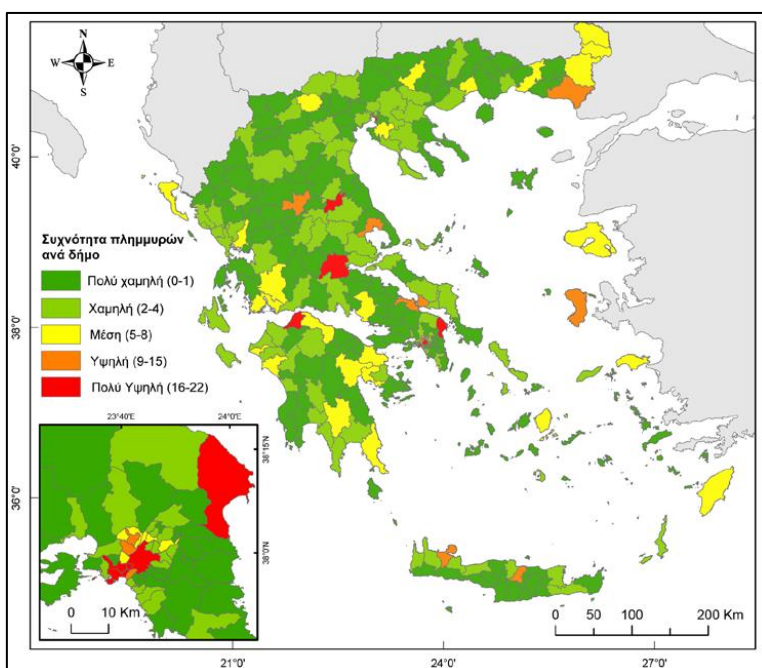 N
W E
S
40°0'
38°0'
36°0'
Συχνότητα πλημμυρών
ανά δήμο
Πολύ χαμηλή (0-1)
Χαμηλή (2-4)
Μέση (5-8)
Υψηλή (9-15)
Πολύ Υψηλή (16-22)
23°40'E
24°0'E
38°15'N
38°0'N
0 10 Km
0 50 100 200 Km
21°0'
24°0'
27°0'